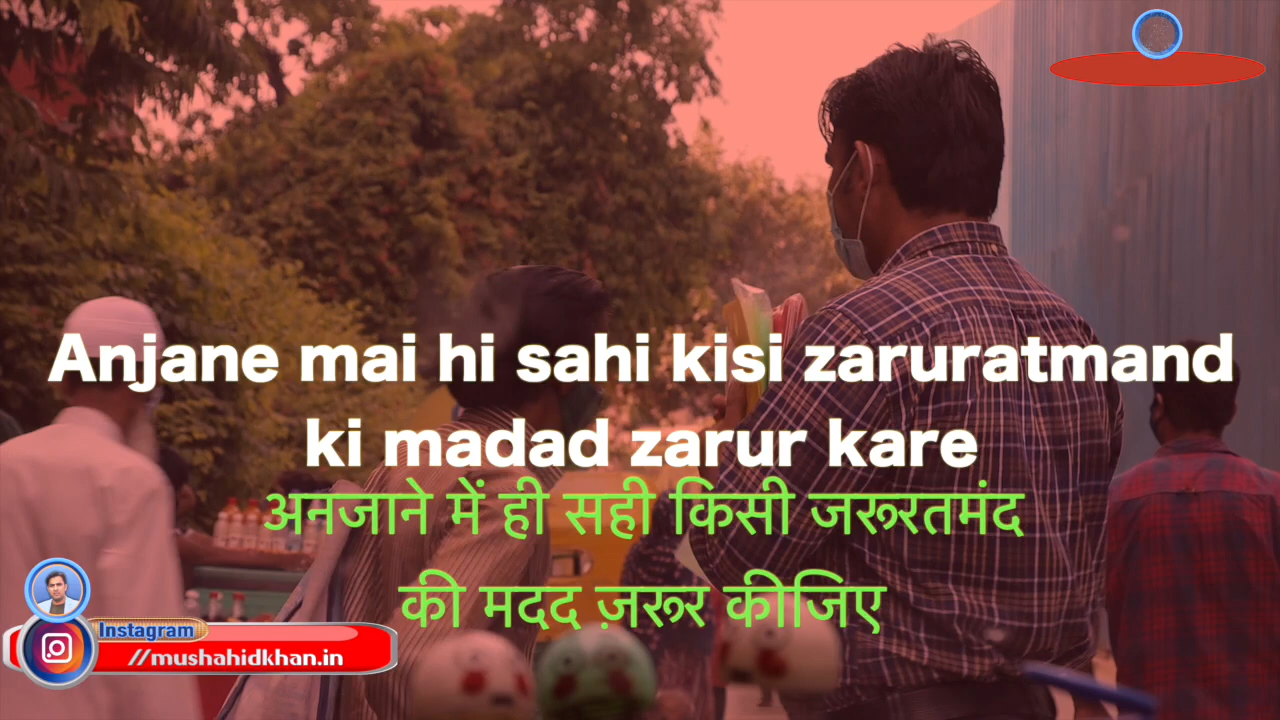 Anjane mai hi sahi kisi zaruratmand
ki madad zarur kare
अनजाने में ही सही किसी जरूरतमंद
की मदद ज़रूर कीजिए
Instagram
//mushahidkhan.in